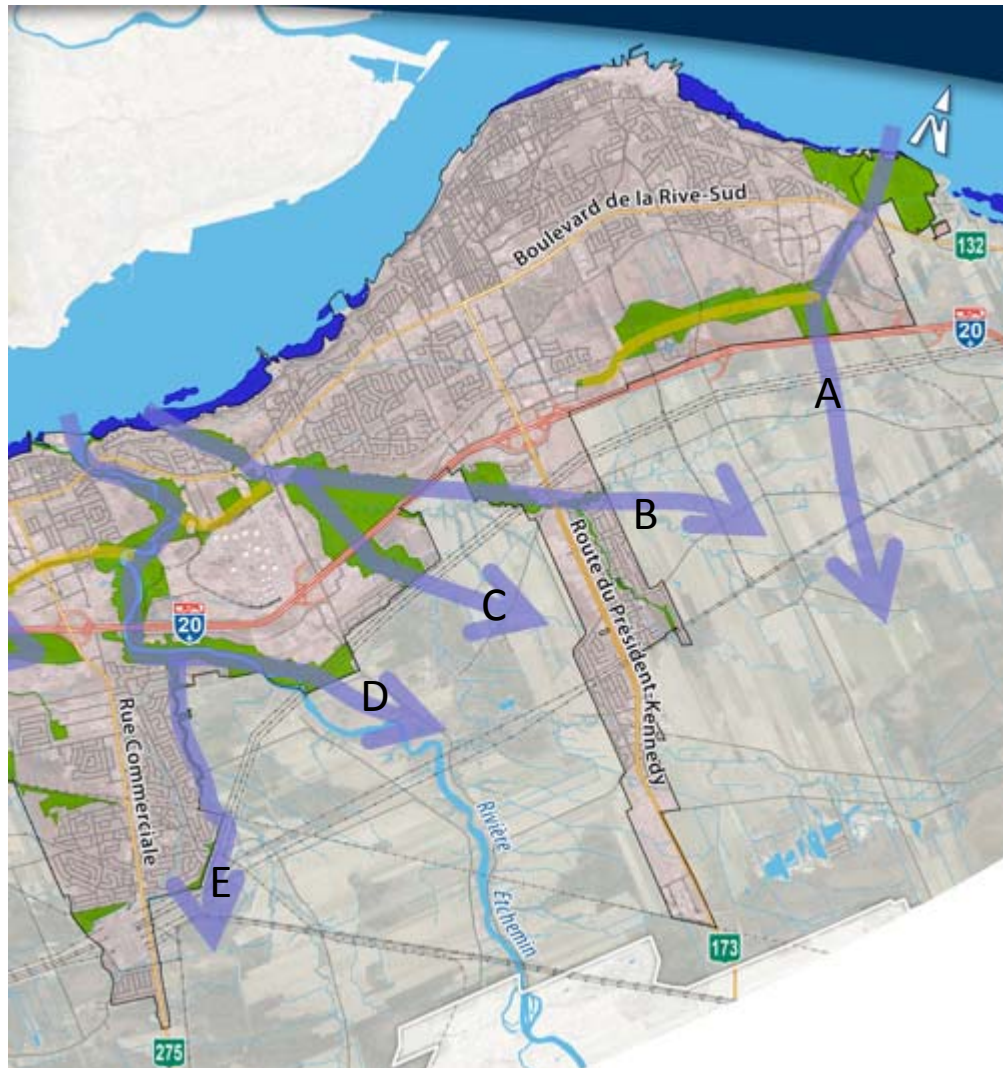 N
Boulevard de la Rive-Sud
132
20
A
B
Route du Président-Kennedy
C
20
D
Rue Commerciale
Rivière
Etchemin
E
173
275